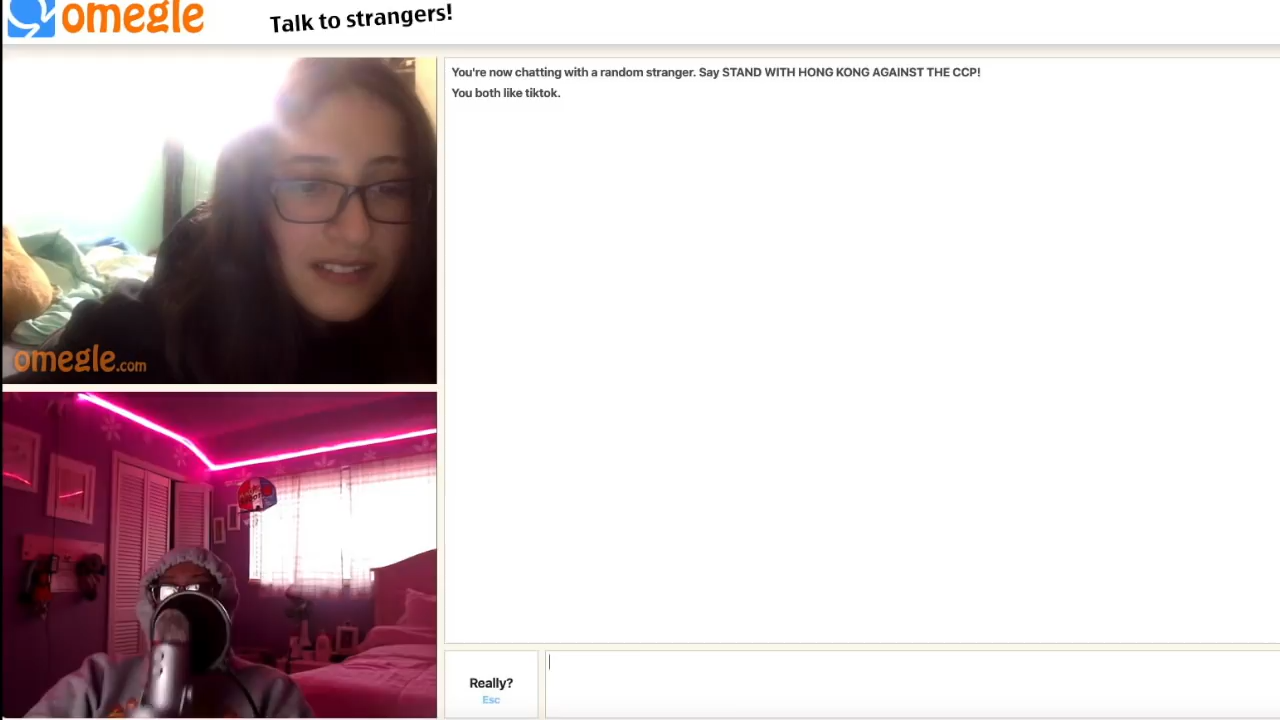 omegle
Talk to strangers!
You're now chatting with a random stranger. Say STAND WITH HONG KONG AGAINST THE CCP!
You both like tiktok.
omegle.com
Really?
Esc